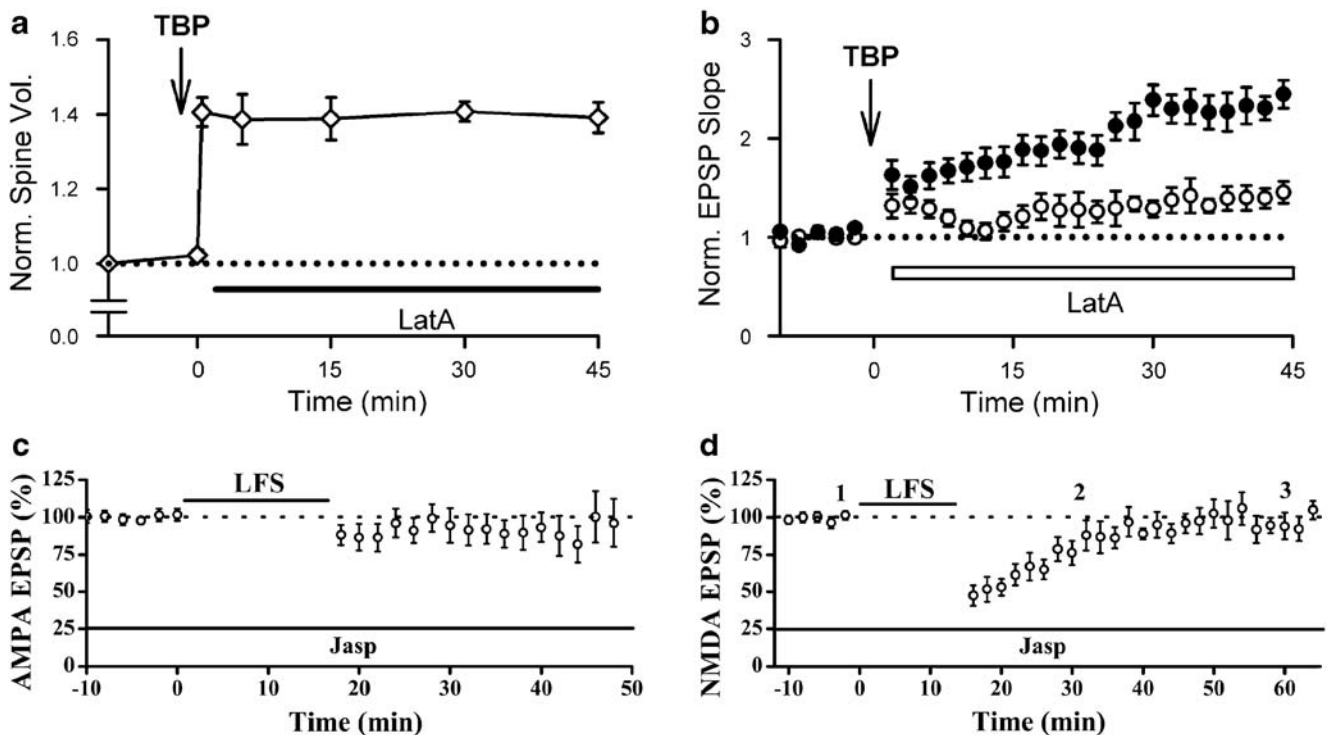 a
TBP
Norm. Spine Vol.
1.6
1.4
1.2
1.0
0.0
LatA
0 15 30 45
Time (min)
b
TBP
Norm. EPSP Slope
3
2
1
0
LatA
0 15 30 45
Time (min)
c
AMPA EPSP (%)
125
100
75
50
25
0
LFS
Jasp
-10 0 10 20 30 40 50
Time (min)
d
NMDA EPSP (%)
125
100
75
50
25
0
1 LFS 2 3
Jasp
-10 0 10 20 30 40 50 60
Time (min)